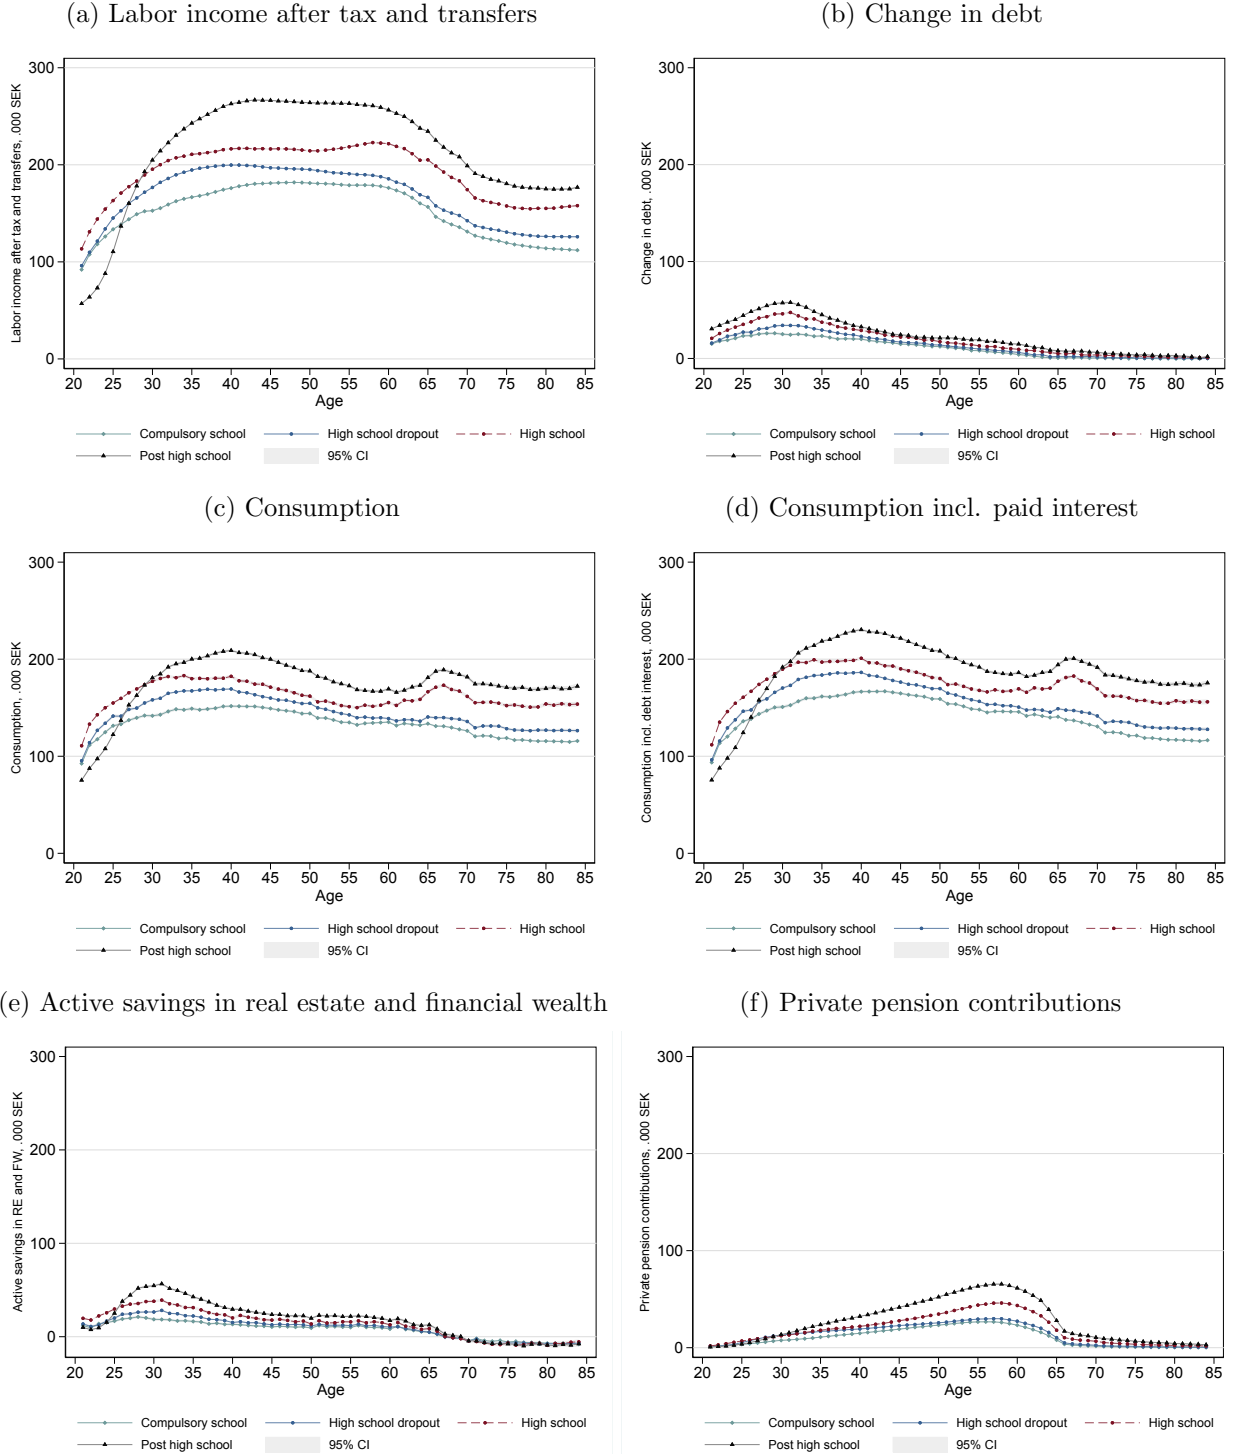 (a) Labor income after tax and transfers
(b) Change in debt
Labor income after tax and transfers, .000 SEK
300
200
100
0
20 25 30 35 40 45 50 55 60 65 70 75 80 85
Age
Compulsory school
High school dropout
High school
Post high school
95% CI
Change in debt, .000 SEK
300
200
100
0
20 25 30 35 40 45 50 55 60 65 70 75 80 85
Age
Compulsory school
High school dropout
High school
Post high school
95% CI
(c) Consumption
(d) Consumption incl. paid interest
Consumption, .000 SEK
300
200
100
0
20 25 30 35 40 45 50 55 60 65 70 75 80 85
Age
Compulsory school
High school dropout
High school
Post high school
95% CI
Consumption incl. debt interest, .000 SEK
300
200
100
0
20 25 30 35 40 45 50 55 60 65 70 75 80 85
Age
Compulsory school
High school dropout
High school
Post high school
95% CI
(e) Active savings in real estate and financial wealth
(f) Private pension contributions
Active savings in RE and FW, .000 SEK
300
200
100
0
20 25 30 35 40 45 50 55 60 65 70 75 80 85
Age
Compulsory school
High school dropout
High school
Post high school
95% CI
Private pension contributions, .000 SEK
300
200
100
0
20 25 30 35 40 45 50 55 60 65 70 75 80 85
Age
Compulsory school
High school dropout
High school
Post high school
95% CI